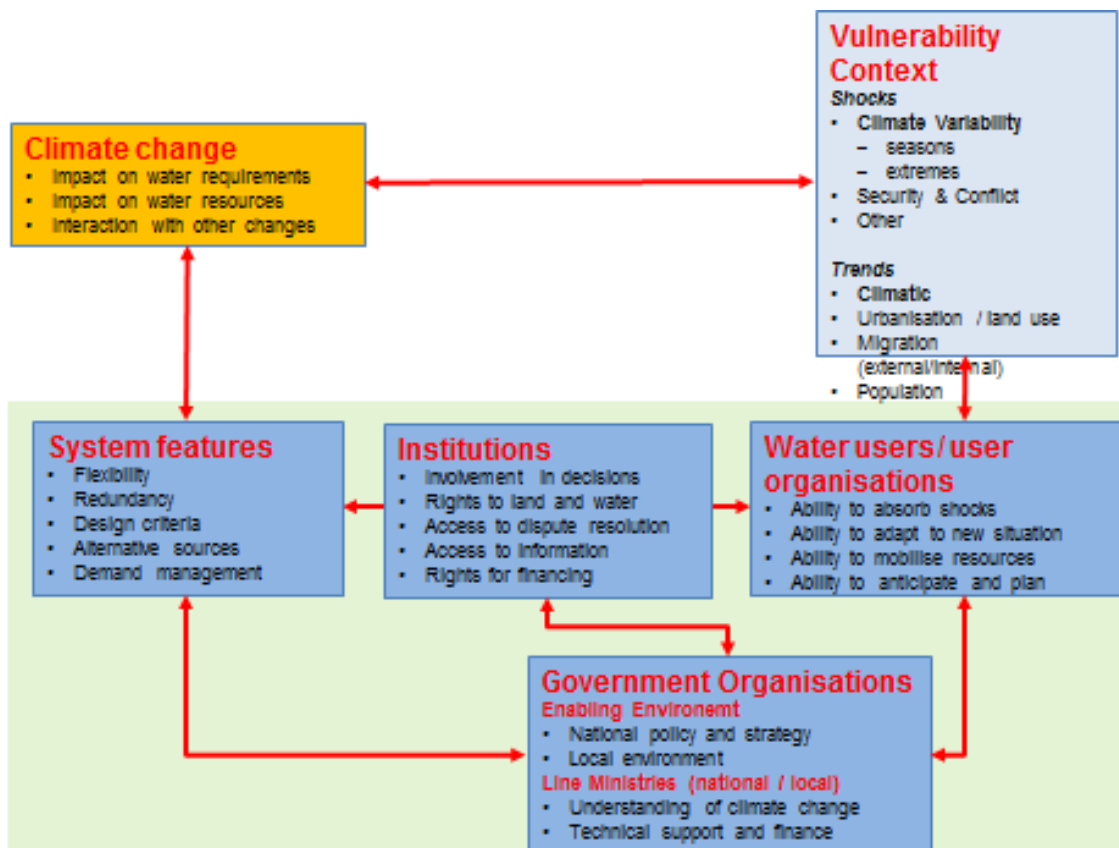 Vulnerability
Context
Shocks
• Climate Variability
– seasons
– extremes
• Security & Conflict
• Other
Trends
• Climatic
• Urbanisation / land use
• Migration
(external/internal)
• Population
Climate change
• Impact on water requirements
• Impact on water resources
• Interaction with other changes
System features
• Flexibility
• Redundancy
• Design criteria
• Alternative sources
• Demand management
Institutions
• Involvement in decisions
• Rights to land and water
• Access to dispute resolution
• Access to information
• Rights for financing
Water users / user
organisations
• Ability to absorb shocks
• Ability to adapt to new situation
• Ability to mobilise resources
• Ability to anticipate and plan
Government Organisations
Enabling Environemt
• National policy and strategy
• Local environment
Line Ministries (national / local)
• Understanding of climate change
• Technical support and finance